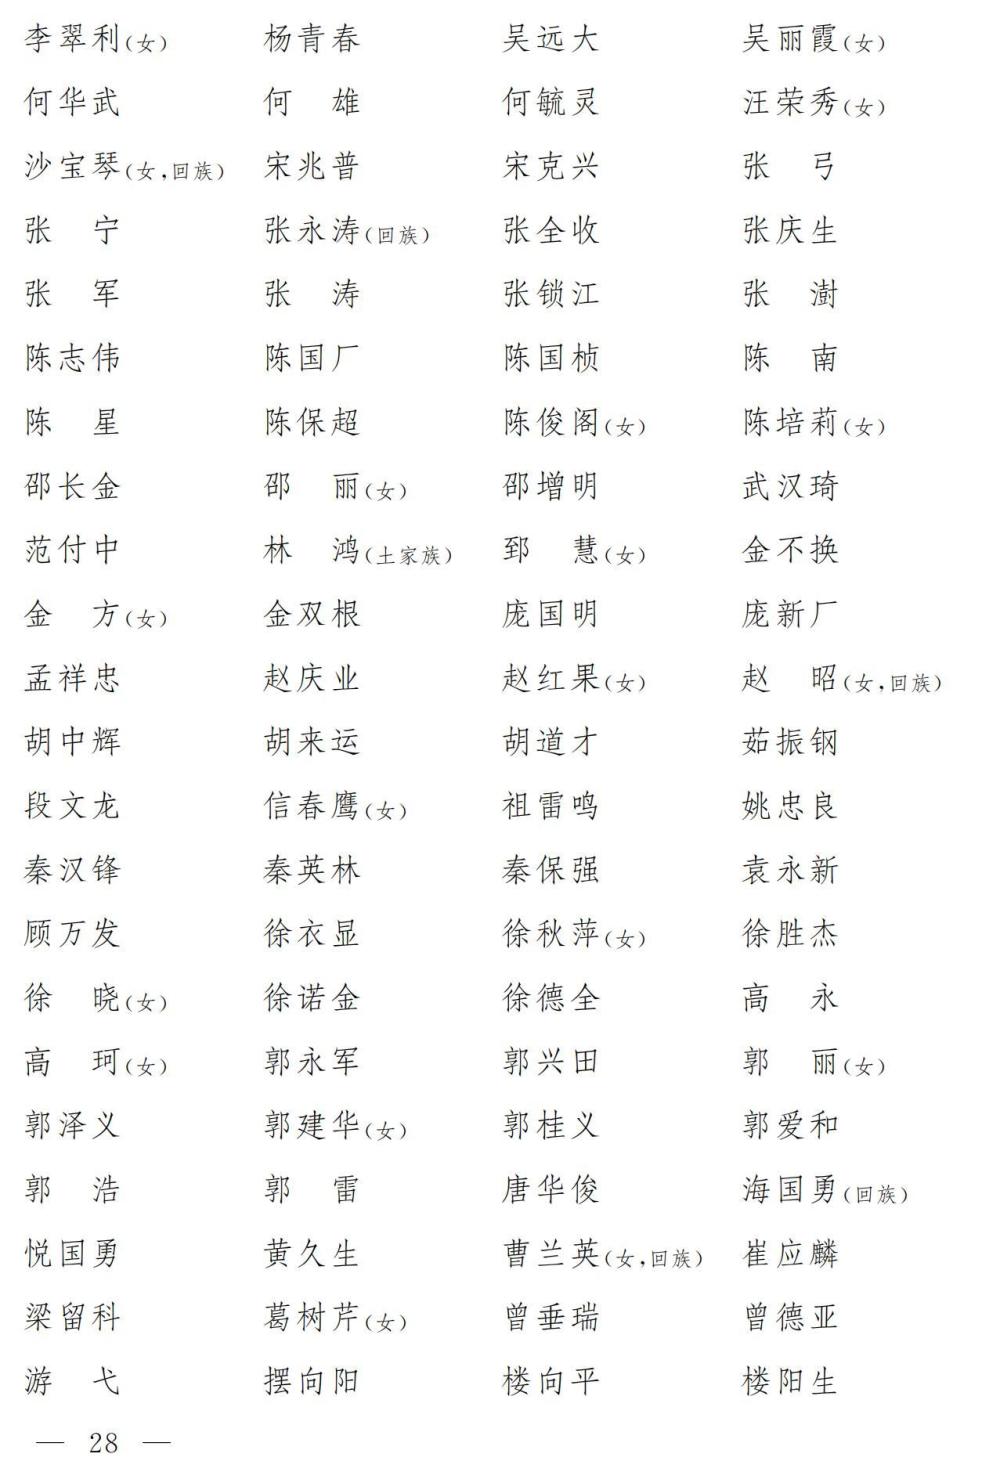 李翠利(女) 杨青春 吴远大 吴丽霞(女)
何华武 何　雄 何毓灵 汪荣秀(女)
沙宝琴(女,回族) 宋兆普 宋克兴 张　弓
张　宁 张永涛(回族) 张全收 张庆生
张　军 张　涛 张锁江 张　澍
陈志伟 陈国厂 陈国桢 陈　南
陈　星 陈保超 陈俊阁(女) 陈培莉(女)
邵长金 邵　丽(女) 邵增明 武汉琦
范付中 林　鸿(土家族) 郅　慧(女) 金不换
金　方(女) 金双根 庞国明 庞新厂
孟祥忠 赵庆业 赵红果(女) 赵　昭(女,回族)
胡中辉 胡来运 胡道才 茹振钢
段文龙 信春鹰(女) 祖雷鸣 姚忠良
秦汉锋 秦英林 秦保强 袁永新
顾万发 徐衣显 徐秋萍(女) 徐胜杰
徐　晓(女) 徐诺金 徐德全 高　永
高　珂(女) 郭永军 郭兴田 郭　丽(女)
郭泽义 郭建华(女) 郭桂义 郭爱和
郭　浩 郭　雷 唐华俊 海国勇(回族)
悦国勇 黄久生 曹兰英(女,回族) 崔应麟
梁留科 葛树芹(女) 曾垂瑞 曾德亚
游　弋 摆向阳 楼向平 楼阳生
— 28 —